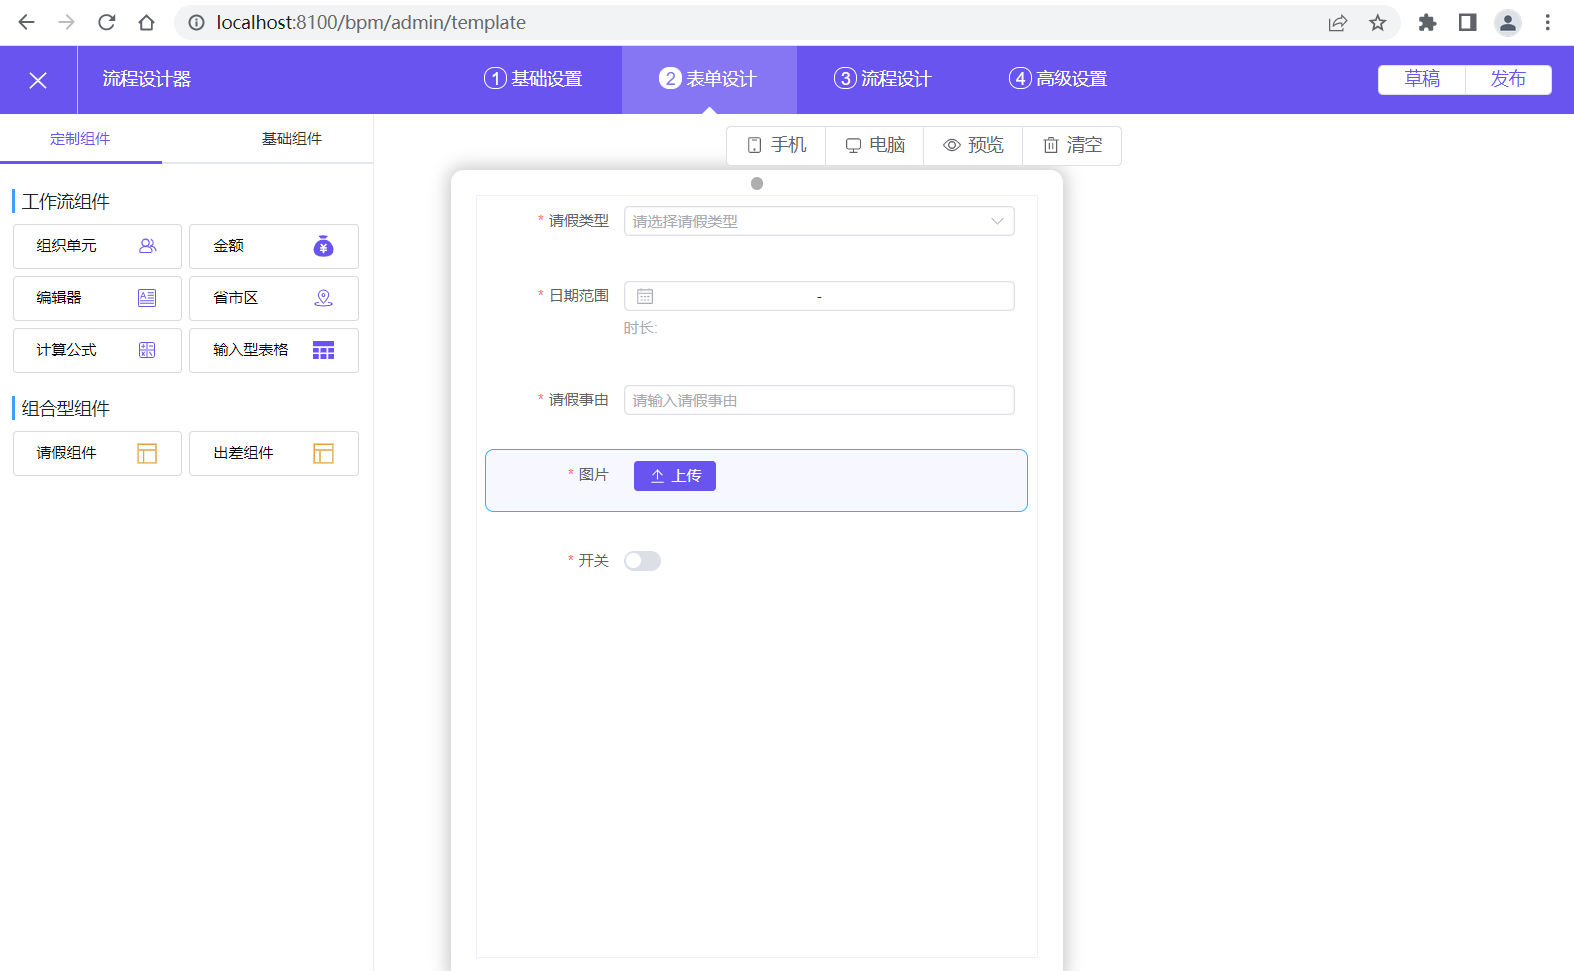 localhost:8100/bpm/admin/template
流程设计器
1 基础设置
2 表单设计
3 流程设计
4 高级设置
草稿
发布
定制组件
基础组件
手机
电脑
预览
清空
工作流组件
组织单元
金额
编辑器
省市区
计算公式
输入型表格
组合型组件
请假组件
出差组件
* 请假类型 请选择请假类型
* 日期范围 -
时长:
* 请假事由 请输入请假事由
* 图片 上传
* 开关